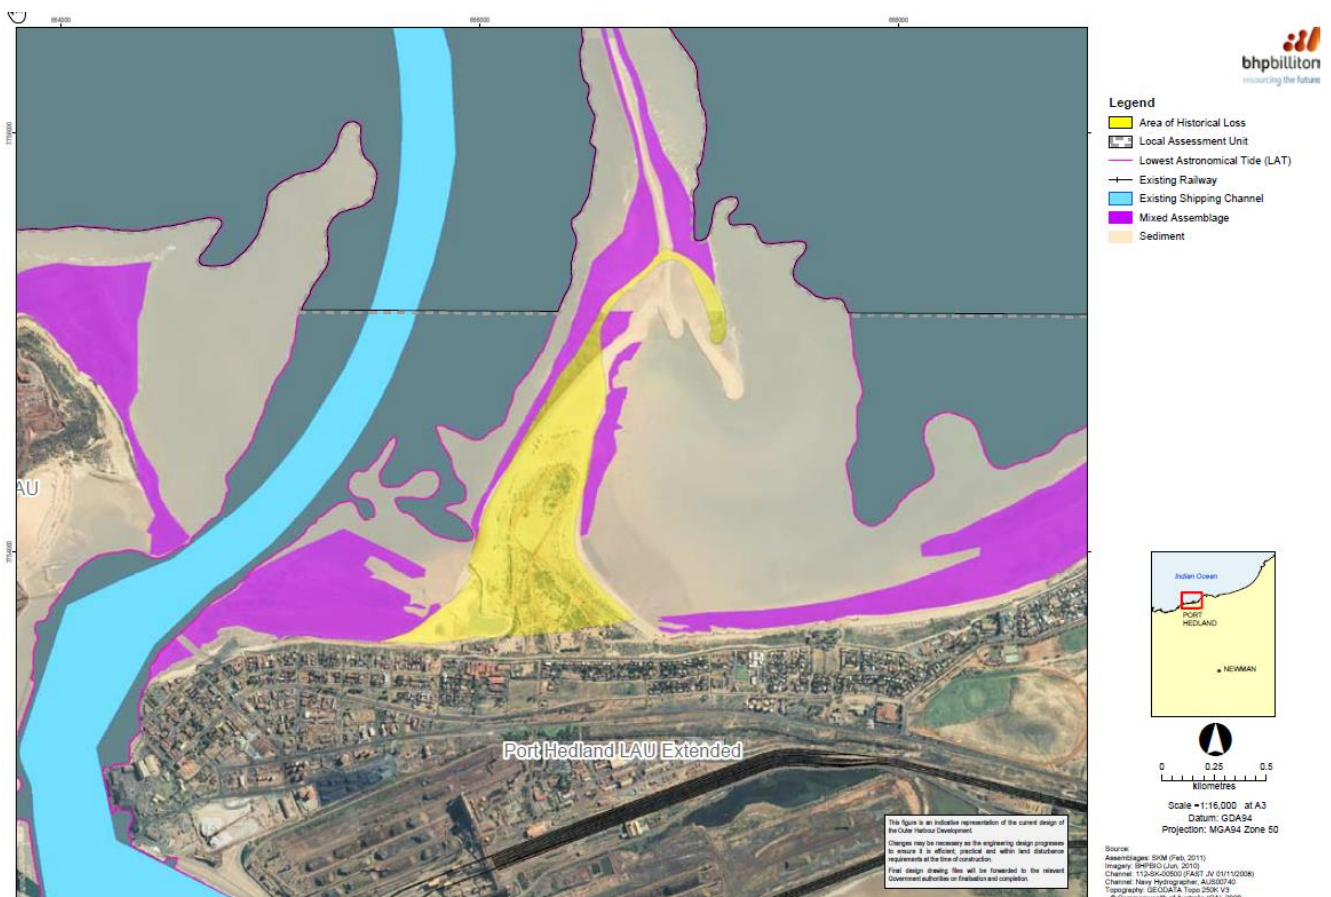 664000
666000
668000
7756000
7754000
AU
Port Hedland LAU Extended
This figure is an indicative representation of the current design of
the Outer Harbour Development.
Changes may be necessary as the engineering design progresses
to ensure it is efficient, practical and within land disturbance
requirements at the time of construction.
Final design drawing files will be forwarded to the relevant
Government authorities on finalisation and completion.
bhpbilliton
resourcing the future
Legend
Area of Historical Loss
Local Assessment Unit
Lowest Astronomical Tide (LAT)
Existing Railway
Existing Shipping Channel
Mixed Assemblage
Sediment
Indian Ocean
PORT
HEDLAND
NEWMAN
0 0.25 0.5
kilometres
Scale =1:16,000 at A3
Datum: GDA94
Projection: MGA94 Zone 50
Source:
Assemblages: SKM (Feb, 2011)
Imagery: BHPBIO (Jun, 2010)
Channel: 112-SK-00500 (FAST JV 01/11/2008)
Channel: Navy Hydrographer, AUS00740
Topography: GEODATA Topo 250K V3